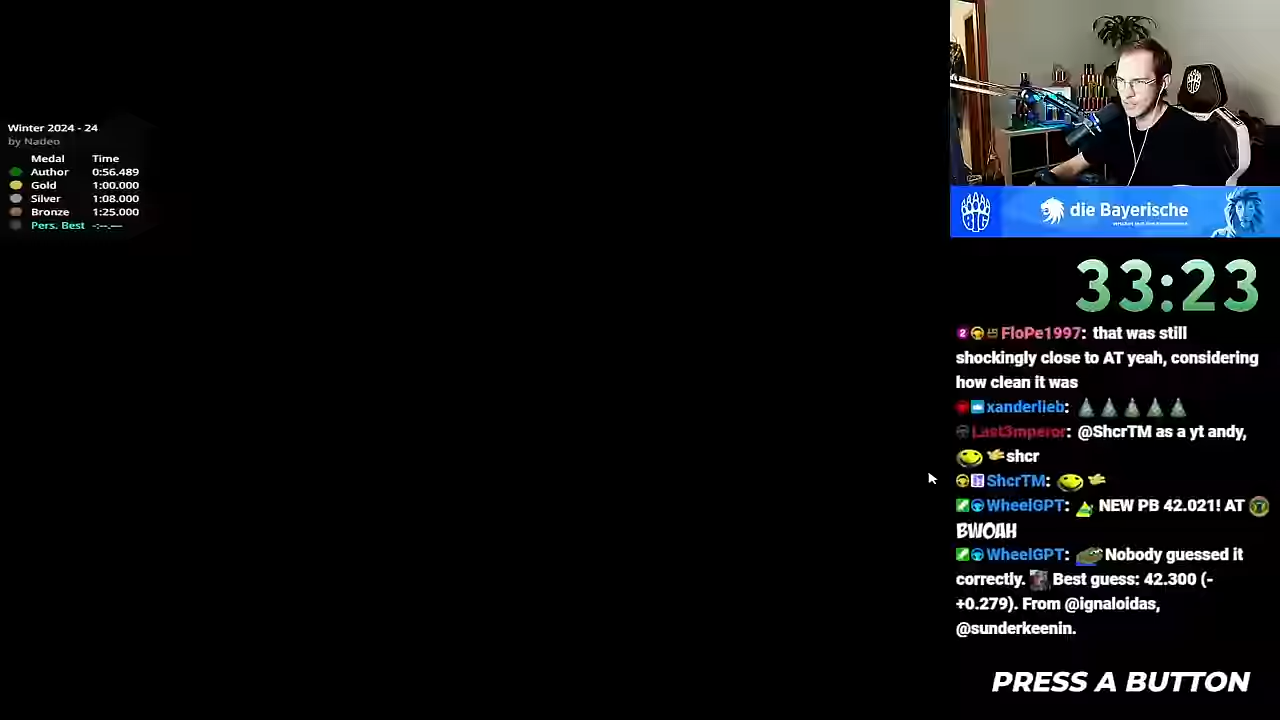 Winter 2024 - 24
by Nadeo
Medal Time
Author 0:56.489
Gold 1:00.000
Silver 1:08.000
Bronze 1:25.000
Pers. Best -:--.---
BIG
die Bayerische
33:23
2 FloPe1997: that was still
shockingly close to AT yeah, considering
how clean it was
xanderlieb:
Last3mperor: @ShcrTM as a yt andy,
shcr
ShcrTM:
WheelGPT: NEW PB 42.021! AT
BWOAH
WheelGPT: Nobody guessed it
correctly. Best guess: 42.300 (-
+0.279). From @ignaloidas,
@sunderkeenin.
PRESS A BUTTON